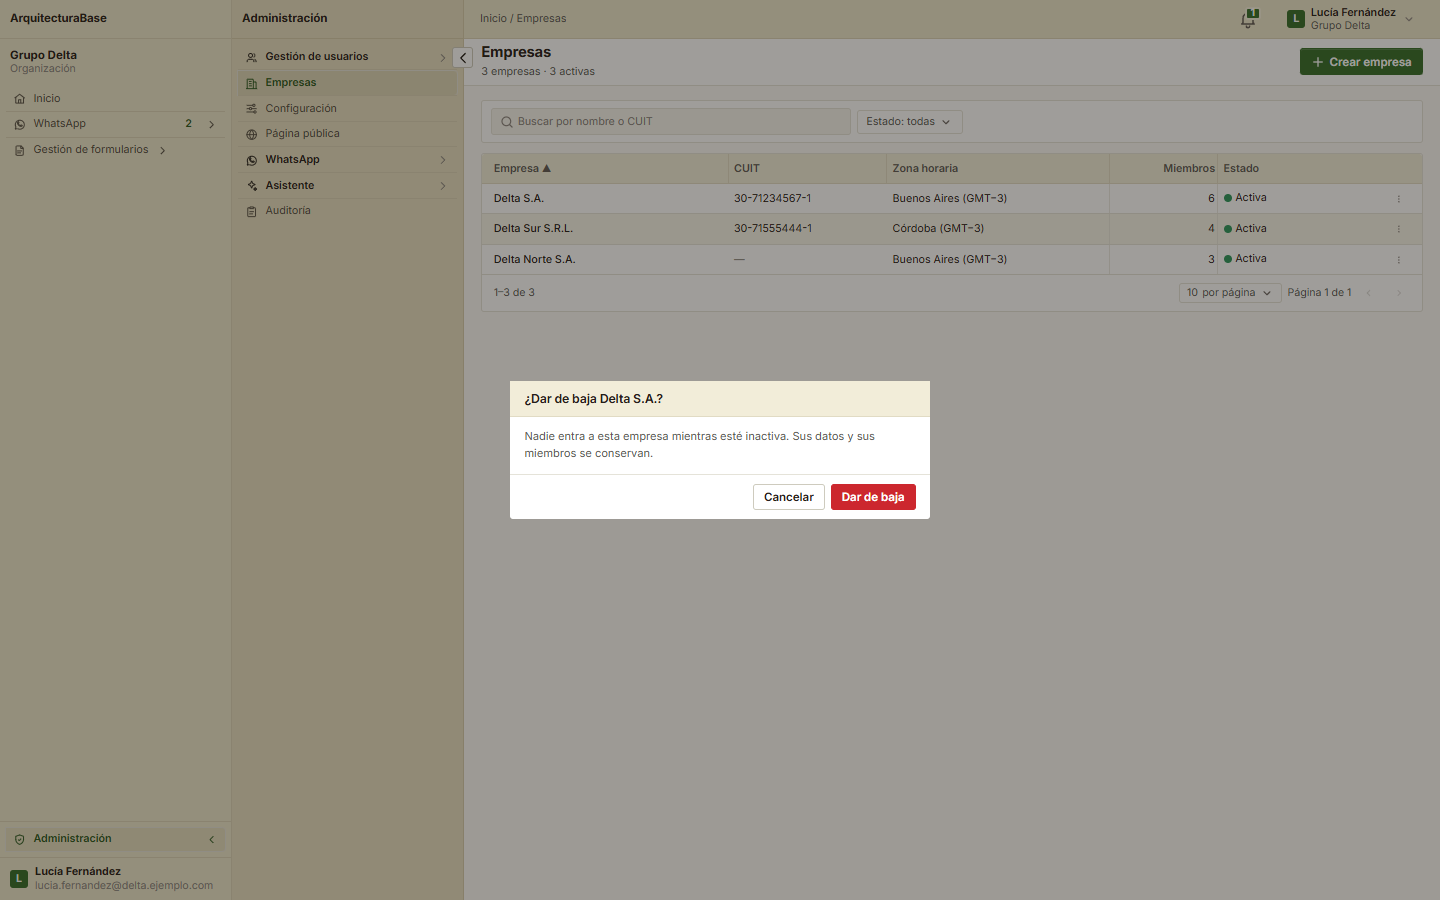 ArquitecturaBase
Grupo Delta
Organización
Inicio
WhatsApp 2
Gestión de formularios
Administración
Lucía Fernández
L
lucia.fernandez@delta.ejemplo.com
Administración
Gestión de usuarios
Empresas
Configuración
Página pública
WhatsApp
Asistente
Auditoría
Inicio / Empresas
1
L
Lucía Fernández
Grupo Delta
Empresas
3 empresas · 3 activas
+ Crear empresa
Buscar por nombre o CUIT
Estado: todas
Empresa ▲ CUIT Zona horaria Miembros Estado
Delta S.A. 30-71234567-1 Buenos Aires (GMT−3) 6 Activa
Delta Sur S.R.L. 30-71555444-1 Córdoba (GMT−3) 4 Activa
Delta Norte S.A. — Buenos Aires (GMT−3) 3 Activa
1–3 de 3
10 por página
Página 1 de 1
¿Dar de baja Delta S.A.?
Nadie entra a esta empresa mientras esté inactiva. Sus datos y sus
miembros se conservan.
Cancelar
Dar de baja